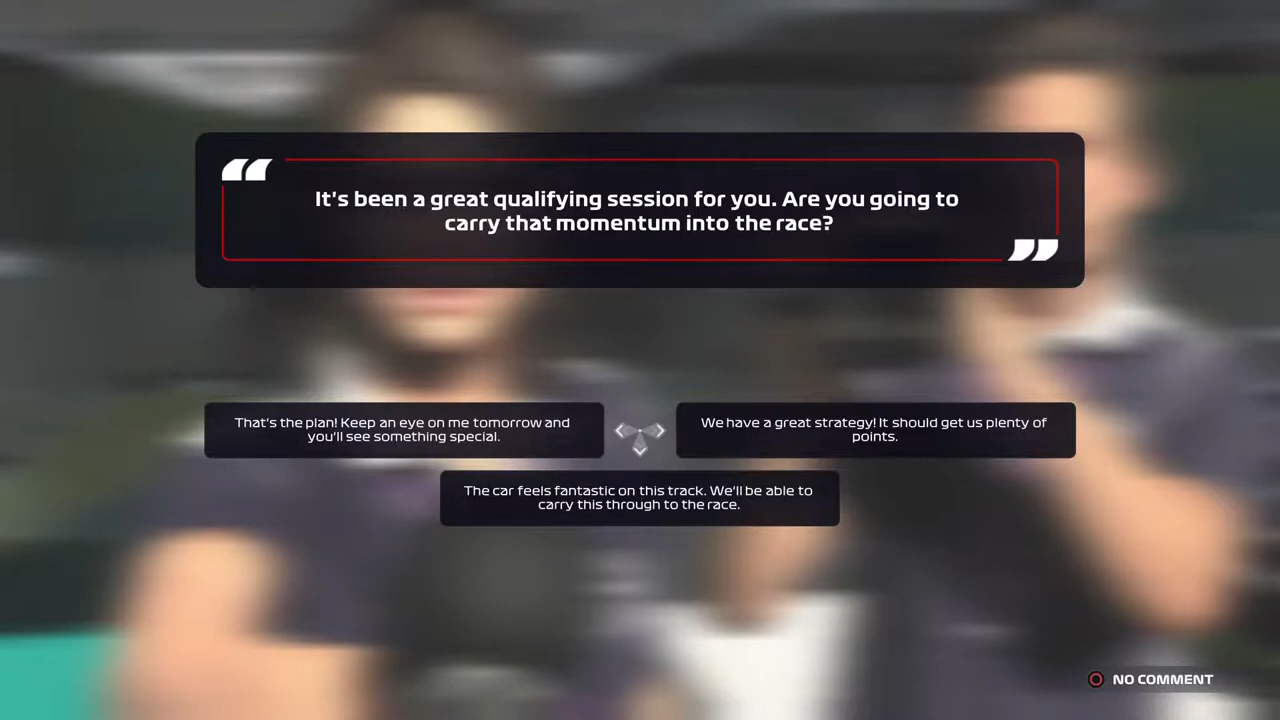 It's been a great qualifying session for you. Are you going to
carry that momentum into the race?
That's the plan! Keep an eye on me tomorrow and
you'll see something special.
We have a great strategy! It should get us plenty of
points.
The car feels fantastic on this track. We'll be able to
carry this through to the race.
NO COMMENT